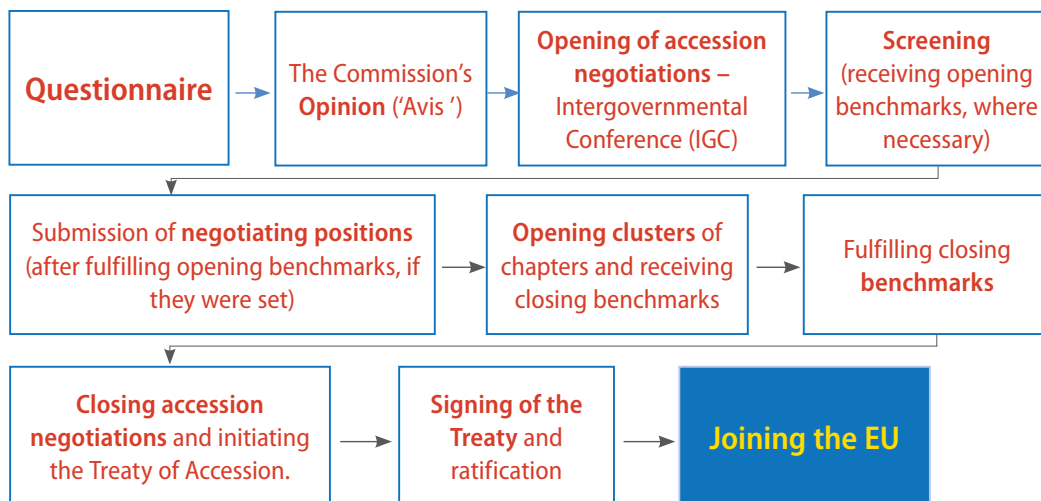 Questionnaire
The Commission's
Opinion ('Avis ')
Opening of accession
negotiations –
Intergovernmental
Conference (IGC)
Screening
(receiving opening
benchmarks, where
necessary)
Submission of negotiating positions
(after fulfilling opening benchmarks, if
they were set)
Opening clusters of
chapters and receiving
closing benchmarks
Fulfilling closing
benchmarks
Closing accession
negotiations and initiating
the Treaty of Accession.
Signing of the
Treaty and
ratification
Joining the EU